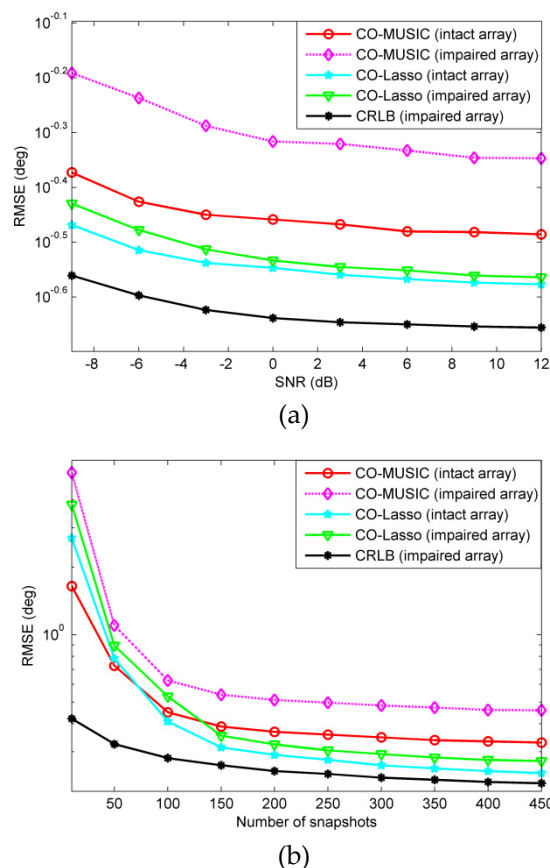 10^-0.1
10^-0.2
10^-0.3
10^-0.4
10^-0.5
10^-0.6
RMSE (deg)
CO-MUSIC (intact array)
CO-MUSIC (impaired array)
CO-Lasso (intact array)
CO-Lasso (impaired array)
CRLB (impaired array)
-8 -6 -4 -2 0 2 4 6 8 10 12
SNR (dB)
(a)
10^0
RMSE (deg)
CO-MUSIC (intact array)
CO-MUSIC (impaired array)
CO-Lasso (intact array)
CO-Lasso (impaired array)
CRLB (impaired array)
50 100 150 200 250 300 350 400 450
Number of snapshots
(b)